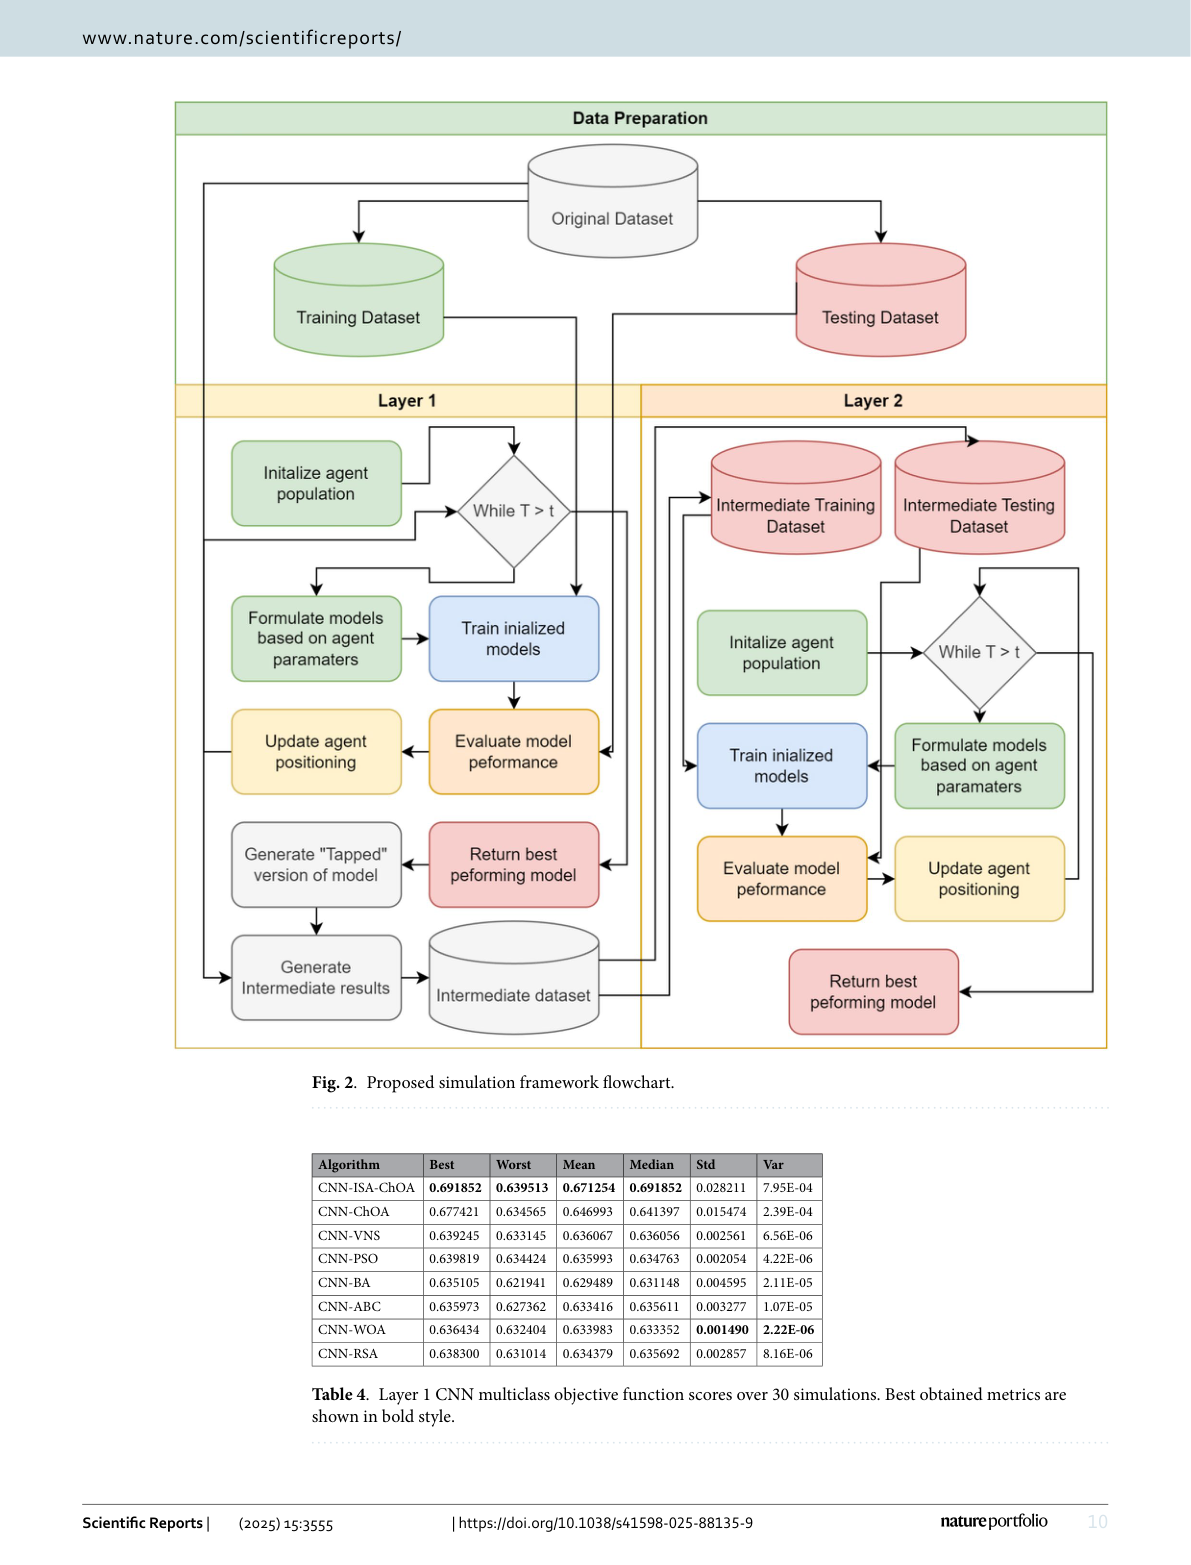 www.nature.com/scientificreports/
Data Preparation
Original Dataset
Training Dataset
Testing Dataset
Layer 1
Layer 2
Initalize agent
population
While T > t
Formulate models
based on agent
paramaters
Train inialized
models
Update agent
positioning
Evaluate model
peformance
Generate "Tapped"
version of model
Return best
peforming model
Generate
Intermediate results
Intermediate dataset
Intermediate Training
Dataset
Intermediate Testing
Dataset
Initalize agent
population
While T > t
Train inialized
models
Formulate models
based on agent
paramaters
Evaluate model
peformance
Update agent
positioning
Return best
peforming model
Fig. 2. Proposed simulation framework flowchart.
Algorithm Best Worst Mean Median Std Var
CNN-ISA-ChOA 0.691852 0.639513 0.671254 0.691852 0.028211 7.95E-04
CNN-ChOA 0.677421 0.634565 0.646993 0.641397 0.015474 2.39E-04
CNN-VNS 0.639245 0.633145 0.636067 0.636056 0.002561 6.56E-06
CNN-PSO 0.639819 0.634424 0.635993 0.634763 0.002054 4.22E-06
CNN-BA 0.635105 0.621941 0.629489 0.631148 0.004595 2.11E-05
CNN-ABC 0.635973 0.627362 0.633416 0.635611 0.003277 1.07E-05
CNN-WOA 0.636434 0.632404 0.633983 0.633352 0.001490 2.22E-06
CNN-RSA 0.638300 0.631014 0.634379 0.635692 0.002857 8.16E-06
Table 4. Layer 1 CNN multiclass objective function scores over 30 simulations. Best obtained metrics are
shown in bold style.
Scientific Reports | (2025) 15:3555 | https://doi.org/10.1038/s41598-025-88135-9 nature portfolio 10